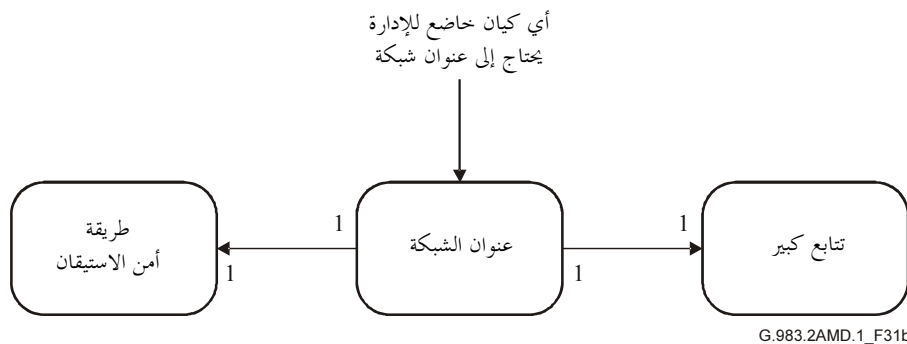 أي كيان خاضع للإدارة
يحتاج إلى عنوان شبكة
تتابع كبير
1
1
عنوان الشبكة
1
1
طريقة
أمن الاستيقان
G.983.2AMD.1_F31b